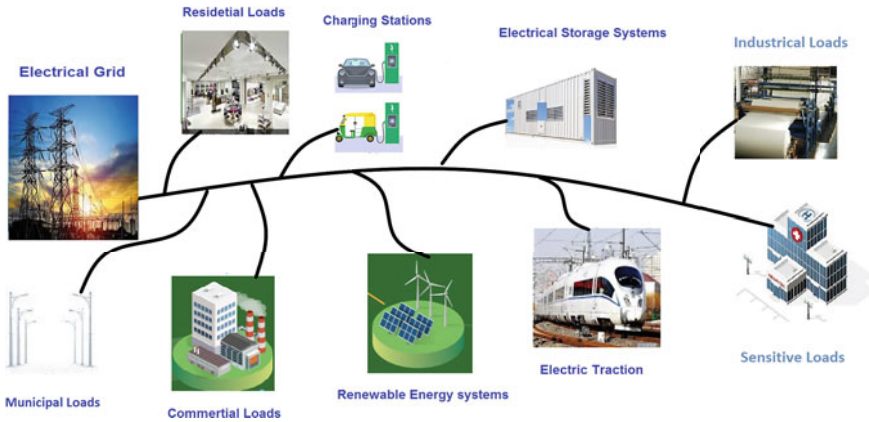 Residetial Loads
Charging Stations
Electrical Storage Systems
Industrical Loads
Electrical Grid
Sensitive Loads
Electric Traction
Renewable Energy systems
Municipal Loads
Commertial Loads